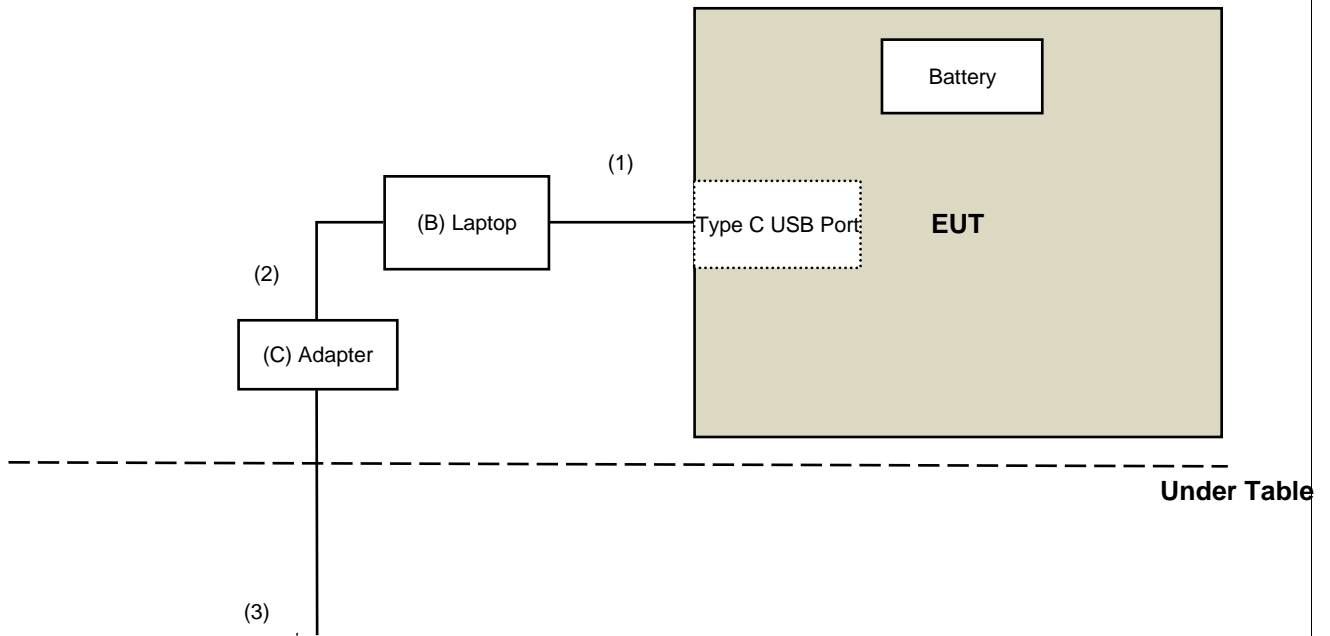 Battery
(1)
(B) Laptop
Type C USB Port
EUT
(2)
(C) Adapter
Under Table
(3)